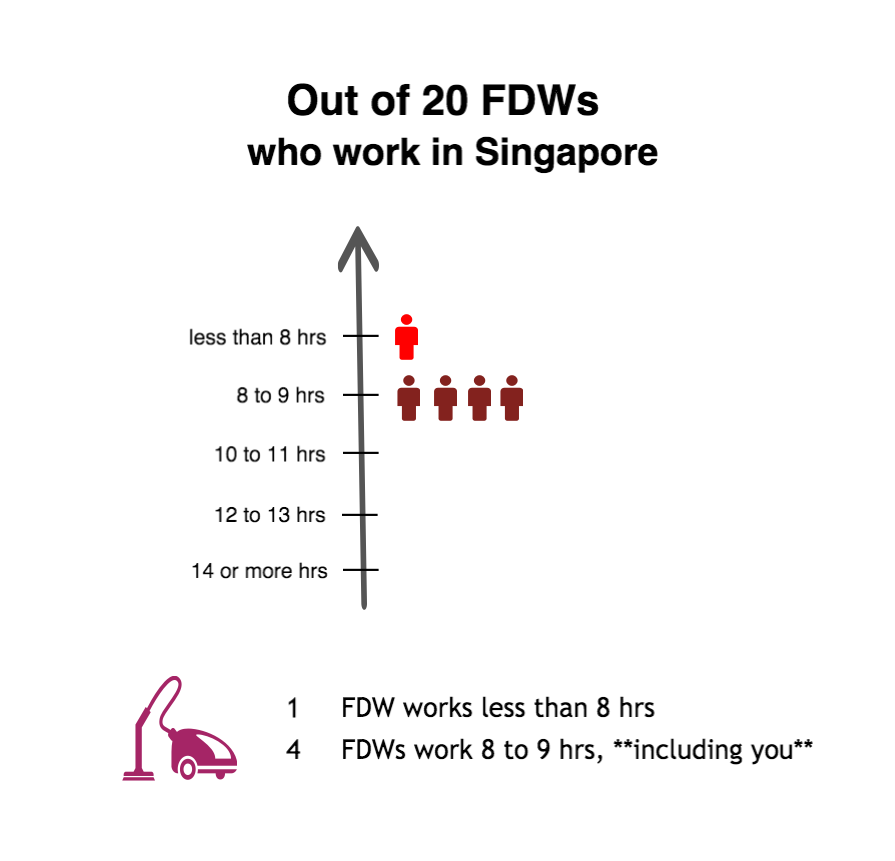 Out of 20 FDWs
who work in Singapore
less than 8 hrs
8 to 9 hrs
10 to 11 hrs
12 to 13 hrs
14 or more hrs
1 FDW works less than 8 hrs
4 FDWs work 8 to 9 hrs, **including you**